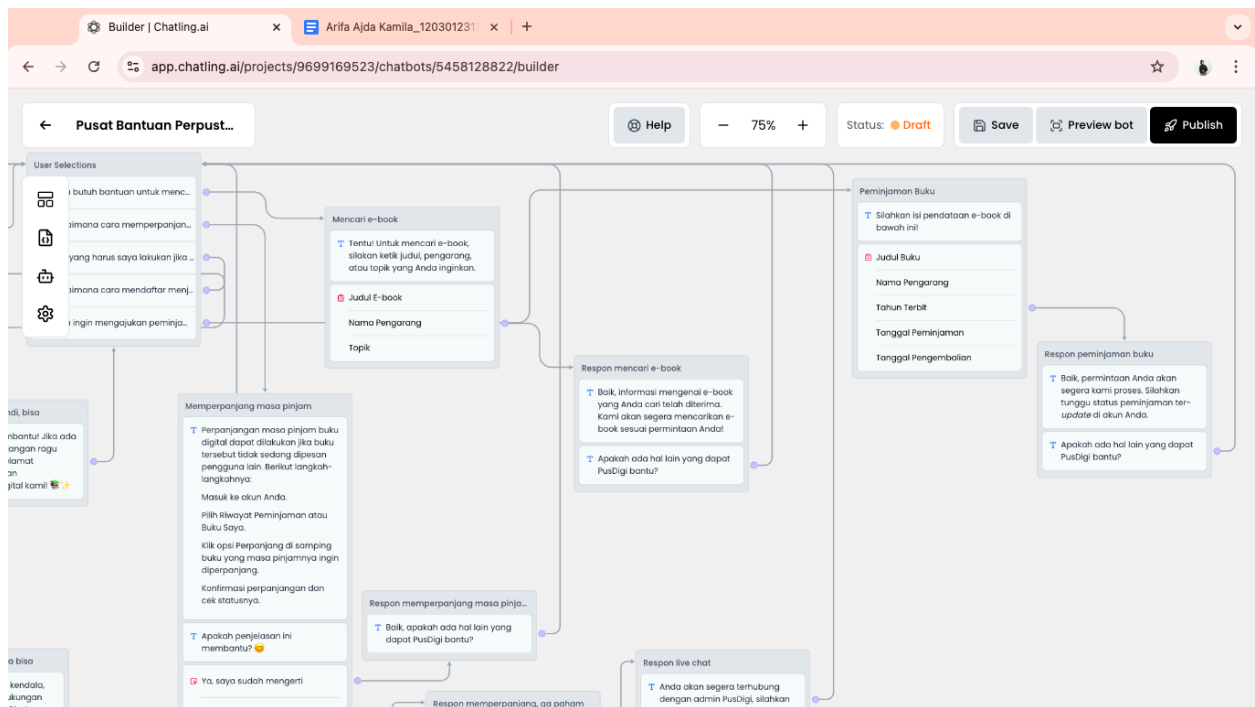 Builder | Chatling.ai
Arifa Ajda Kamila_120301231
app.chatling.ai/projects/9699169523/chatbots/5458128822/builder
Pusat Bantuan Perpust...
Help
75%
Status: Draft
Save
Preview bot
Publish
User Selections
butuh bantuan untuk menc...
imana cara memperpanjan...
yang harus saya lakukan jika ...
imana cara mendaftar menj...
ingin mengajukan peminja...
Mencari e-book
Tentu! Untuk mencari e-book,
silakan ketik judul, pengarang,
atau topik yang Anda inginkan.
Judul E-book
Nama Pengarang
Topik
Peminjaman Buku
Silahkan isi pendataan e-book di
bawah ini!
Judul Buku
Nama Pengarang
Tahun Terbit
Tanggal Peminjaman
Tanggal Pengembalian
Respon mencari e-book
Baik, informasi mengenai e-book
yang Anda cari telah diterima.
Kami akan segera mencarikan e-
book sesuai permintaan Anda!
Apakah ada hal lain yang dapat
PusDigi bantu?
Respon peminjaman buku
Baik, permintaan Anda akan
segera kami proses. Silahkan
tunggu status peminjaman ter-
update di akun Anda.
Apakah ada hal lain yang dapat
PusDigi bantu?
ndi, bisa
mbantu! Jika ada
angan ragu
elamat
an
gital kami! 📚✨
Memperpanjang masa pinjam
Perpanjangan masa pinjam buku
digital dapat dilakukan jika buku
tersebut tidak sedang dipesan
pengguna lain. Berikut langkah-
langkahnya:
Masuk ke akun Anda.
Pilih Riwayat Peminjaman atau
Buku Saya.
Klik opsi Perpanjang di samping
buku yang masa pinjamnya ingin
diperpanjang.
Konfirmasi perpanjangan dan
cek statusnya.
Apakah penjelasan ini
membantu? 😊
Ya, saya sudah mengerti
Respon memperpanjang masa pinja...
Baik, apakah ada hal lain yang
dapat PusDigi bantu?
a bisa
kendala,
ukungan
Respon memperpanjang, ga paham
Respon live chat
Anda akan segera terhubung
dengan admin PusDigi, silahkan